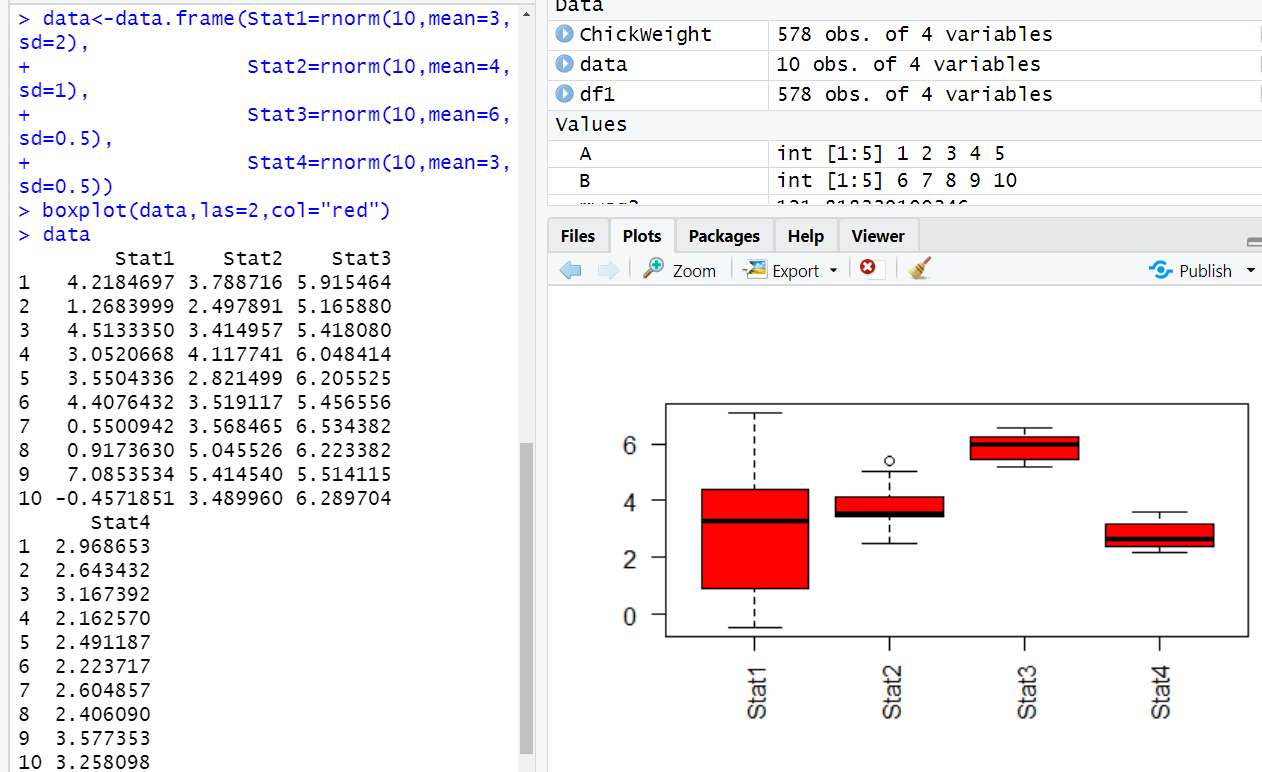 > data<-data.frame(Stat1=rnorm(10,mean=3,
sd=2),
+                   Stat2=rnorm(10,mean=4,
sd=1),
+                   Stat3=rnorm(10,mean=6,
sd=0.5),
+                   Stat4=rnorm(10,mean=3,
sd=0.5))
> boxplot(data,las=2,col="red")
> data
        Stat1    Stat2    Stat3
1   4.2184697 3.788716 5.915464
2   1.2683999 2.497891 5.165880
3   4.5133350 3.414957 5.418080
4   3.0520668 4.117741 6.048414
5   3.5504336 2.821499 6.205525
6   4.4076432 3.519117 5.456556
7   0.5500942 3.568465 6.534382
8   0.9173630 5.045526 6.223382
9   7.0853534 5.414540 5.514115
10 -0.4571851 3.489960 6.289704
      Stat4
1  2.968653
2  2.643432
3  3.167392
4  2.162570
5  2.491187
6  2.223717
7  2.604857
8  2.406090
9  3.577353
10 3.258098
Data
ChickWeight 578 obs. of 4 variables
data 10 obs. of 4 variables
df1 578 obs. of 4 variables
Values
A int [1:5] 1 2 3 4 5
B int [1:5] 6 7 8 9 10
Files Plots Packages Help Viewer
Zoom Export Publish
6
4
2
0
Stat1 Stat2 Stat3 Stat4